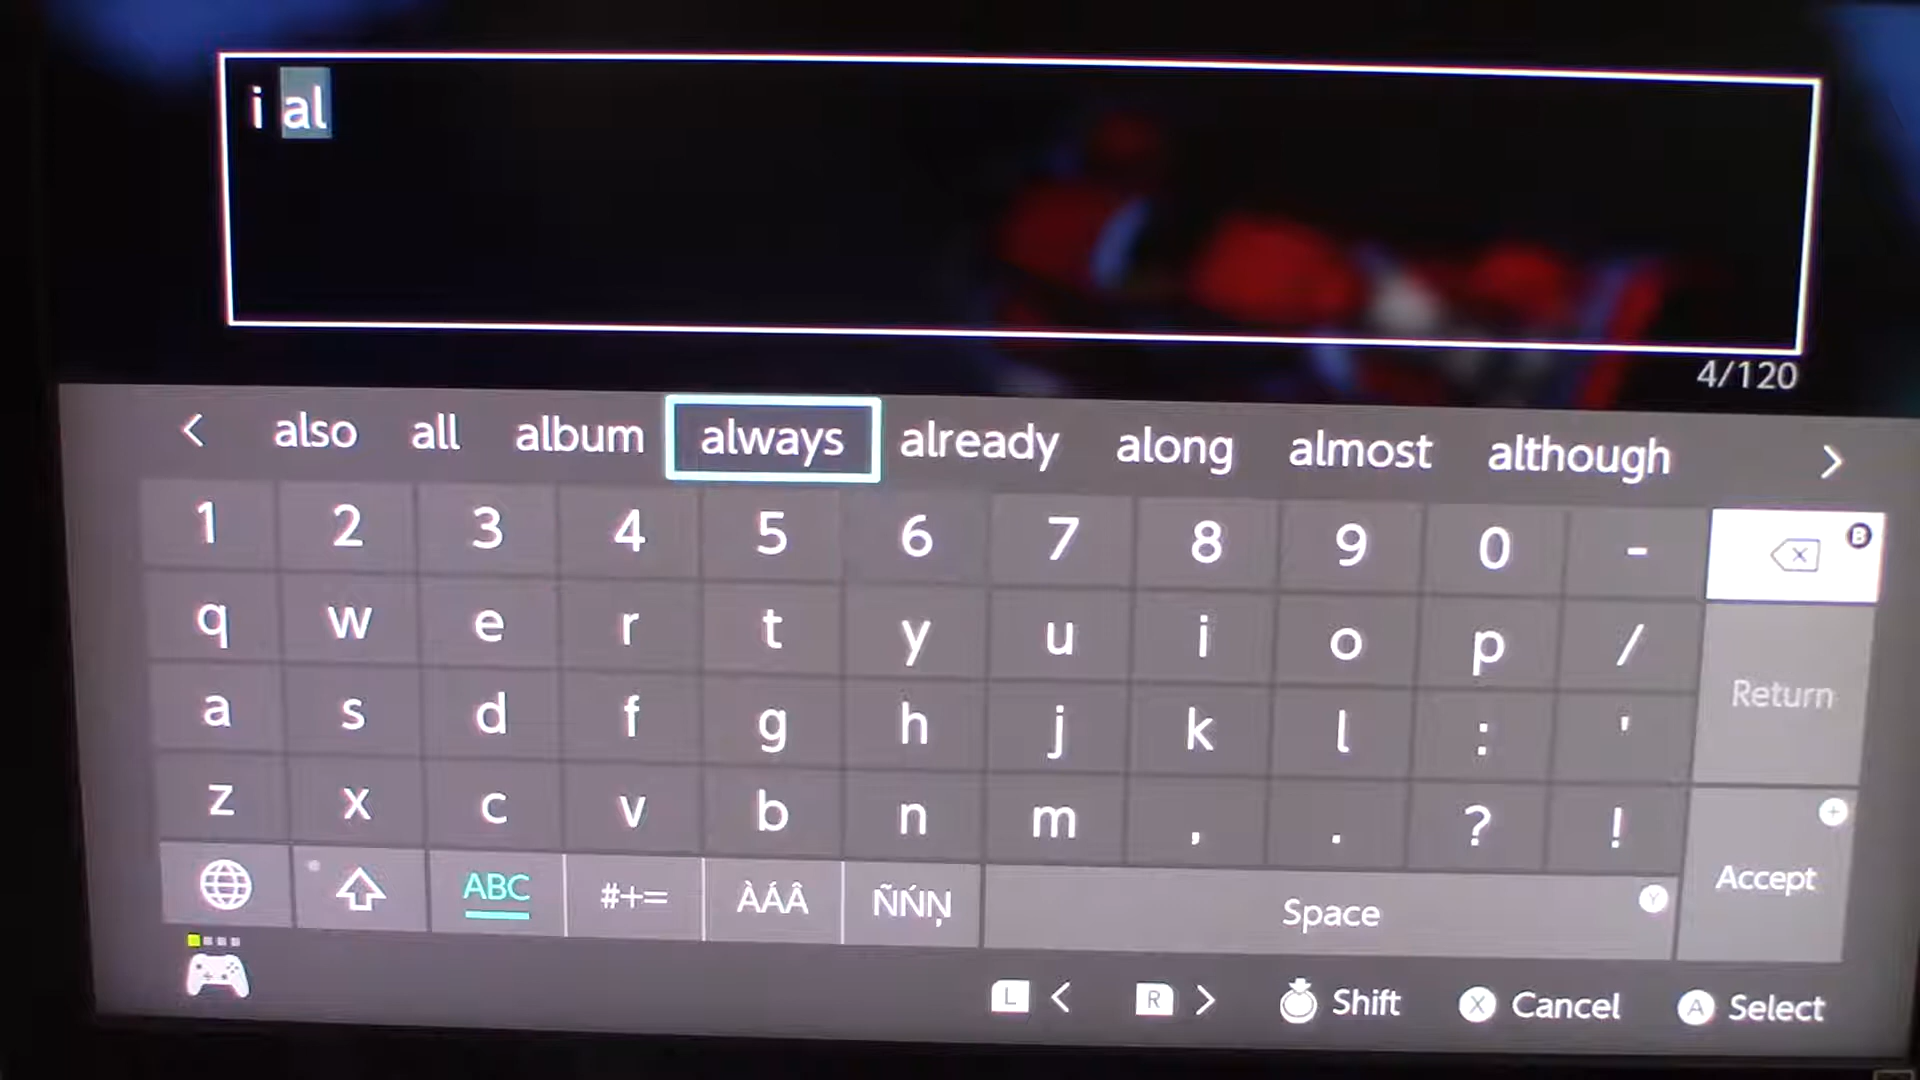 i al
4/120
< also all album always already along almost although >
1 2 3 4 5 6 7 8 9 0 - B
q w e r t y u i o p / Return
a s d f g h j k l : '
z x c v b n m , . ? ! + Accept
ABC #+= ÀÁÂ ÑŃŅ Space Y
L < R > Shift X Cancel A Select